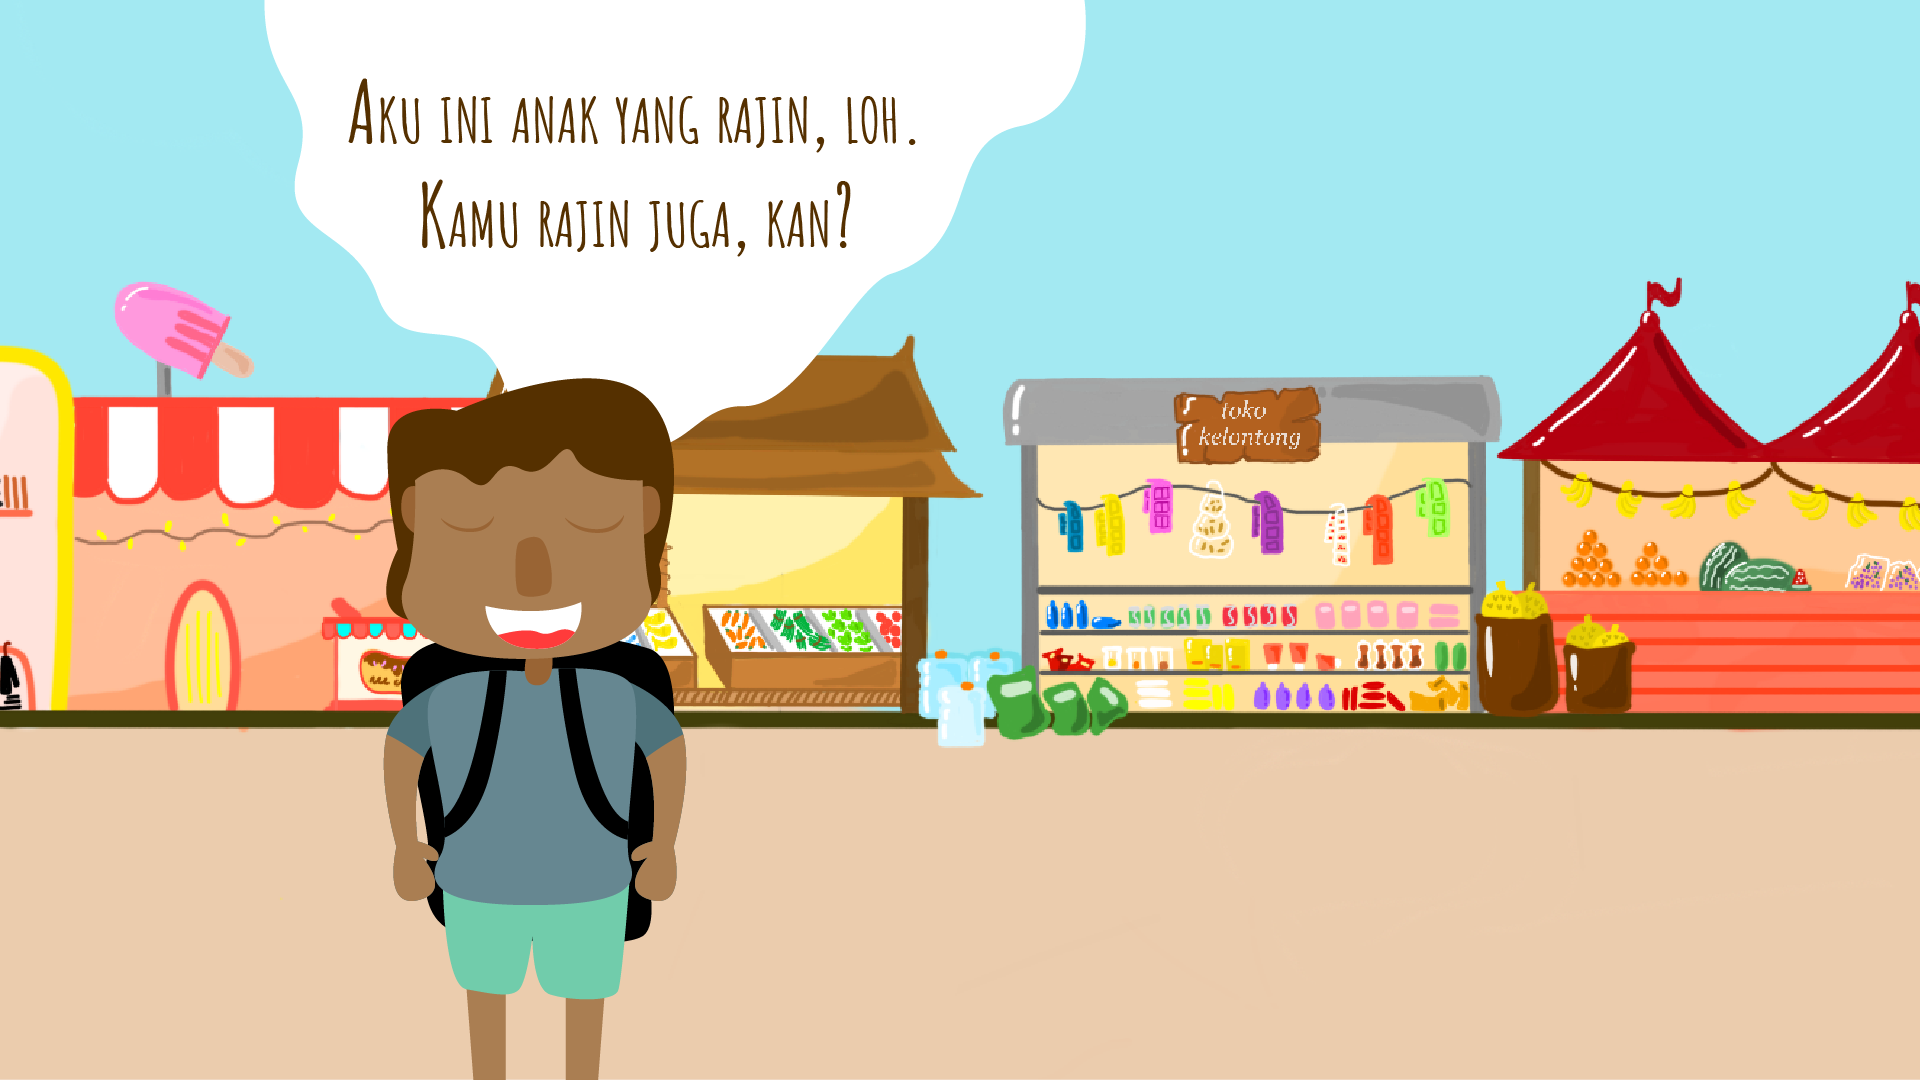 Aku ini anak yang rajin, loh.
Kamu rajin juga, kan?
toko
kelontong